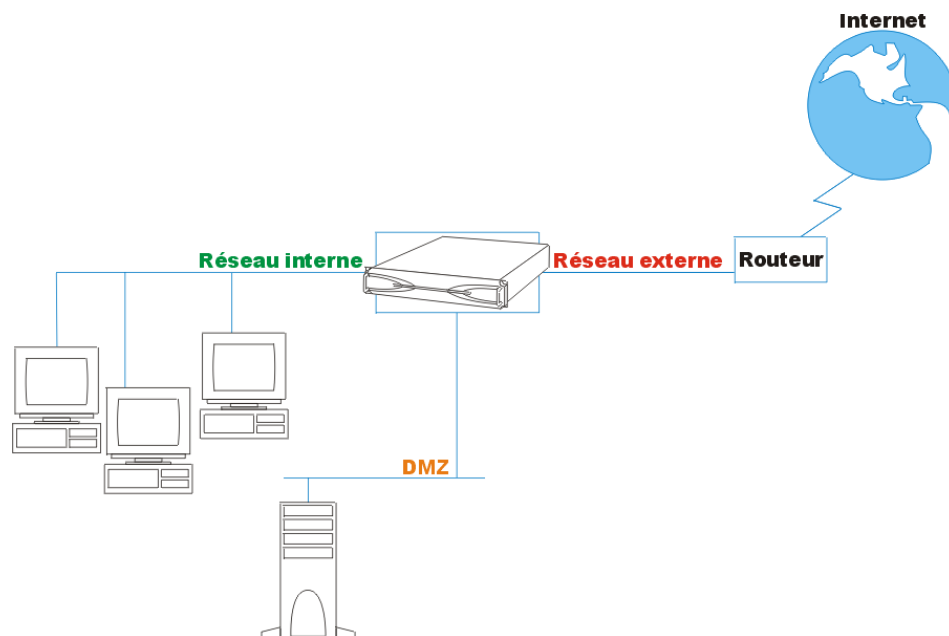 Internet
Réseau interne
Réseau externe
Routeur
DMZ